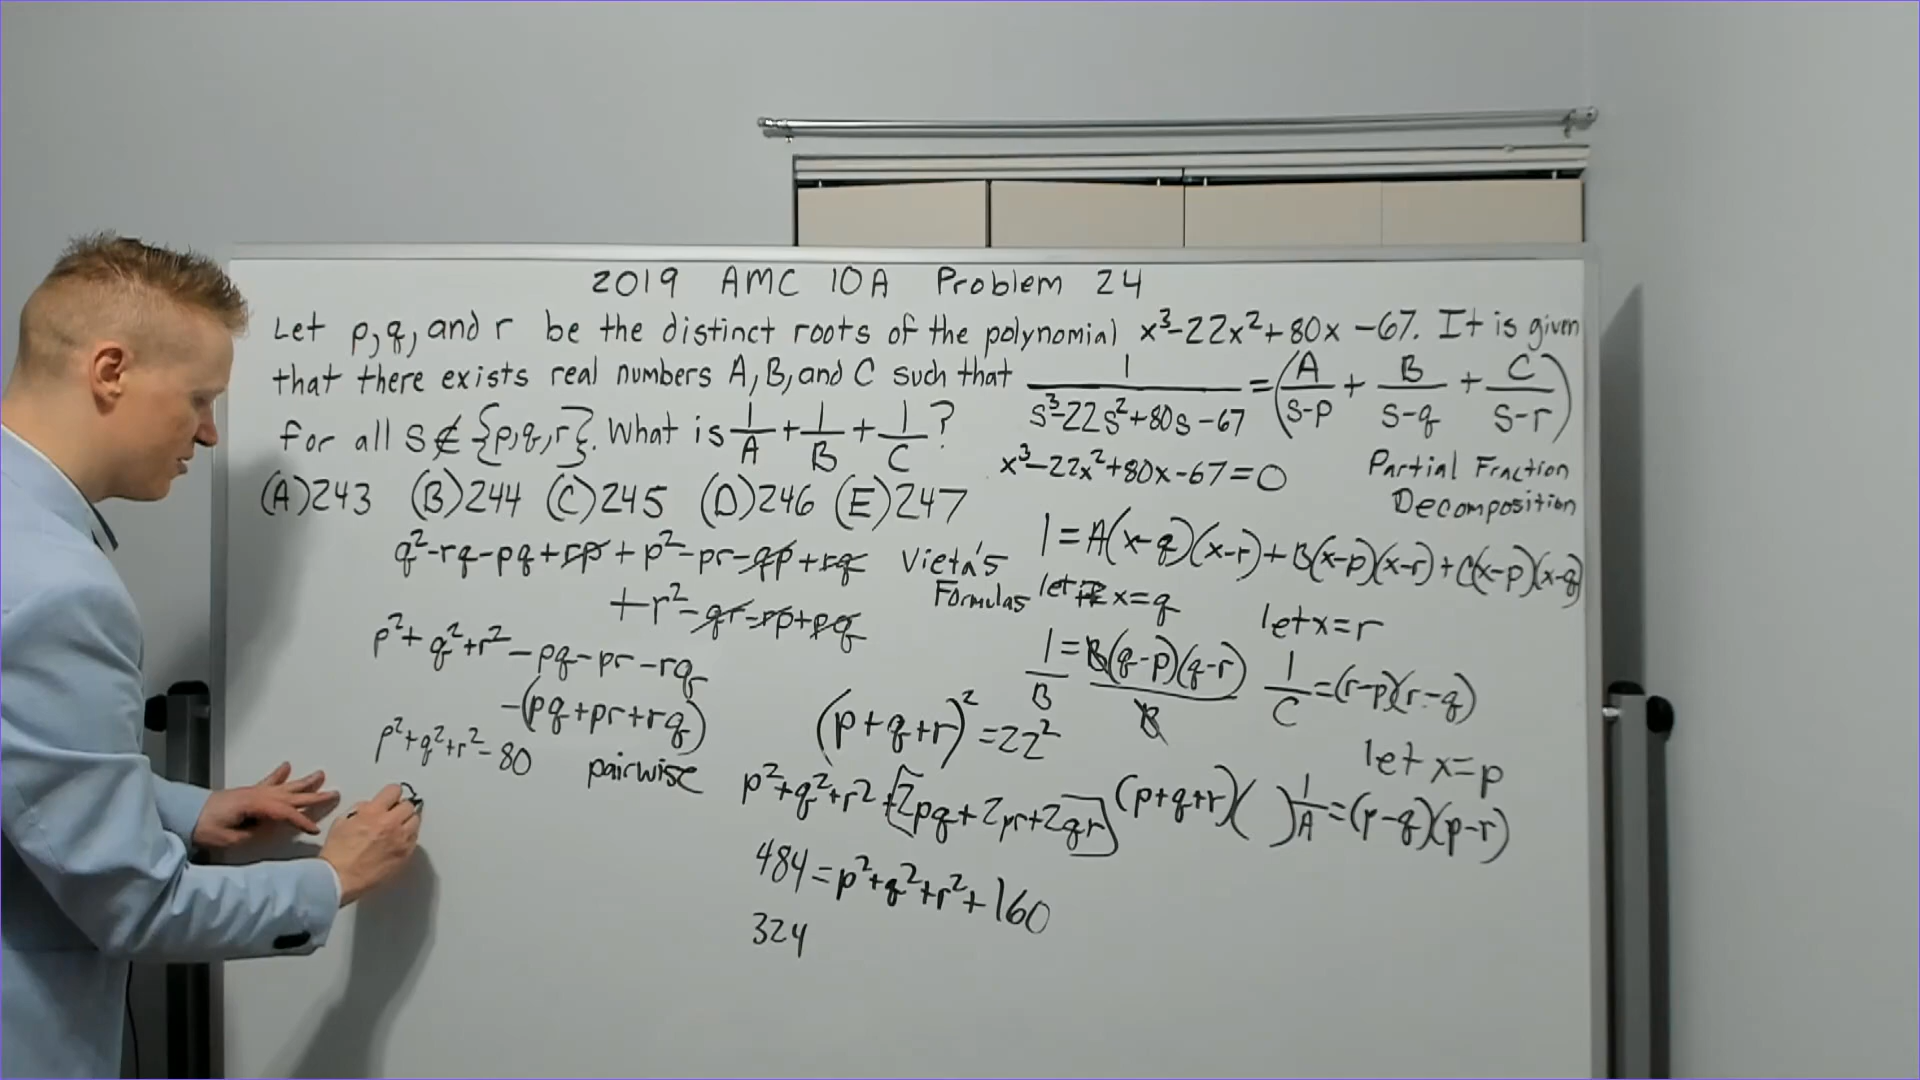 2019 AMC 10A Problem 24
Let p,q, and r be the distinct roots of the polynomial x³-22x²+80x-67. It is given
that there exists real numbers A, B, and C such that 1/(s³-22s²+80s-67) = (A/(s-p) + B/(s-q) + C/(s-r))
for all s∉{p,q,r}. What is 1/A + 1/B + 1/C?
x³-22x²+80x-67=0
Partial Fraction
Decomposition
(A)243 (B)244 (C)245 (D)246 (E)247
q²-rq-pq+rp+p²-pr-qp+rq
+r²-qr-rp+pq
p²+q²+r²-pq-pr-rq
-(pq+pr+rq)
p²+q²+r²-80
pairwise
Vieta's
Formulas
1=A(x-q)(x-r)+B(x-p)(x-r)+C(x-p)(x-q)
let x=q
1/B=B(q-p)(q-r)/B
let x=r
1/C=(r-p)(r-q)
let x=p
1/A=(p-q)(p-r)
(p+q+r)²=22²
(p+q+r)( )
p²+q²+r²+[2pq+2pr+2qr]
484=p²+q²+r²+160
324